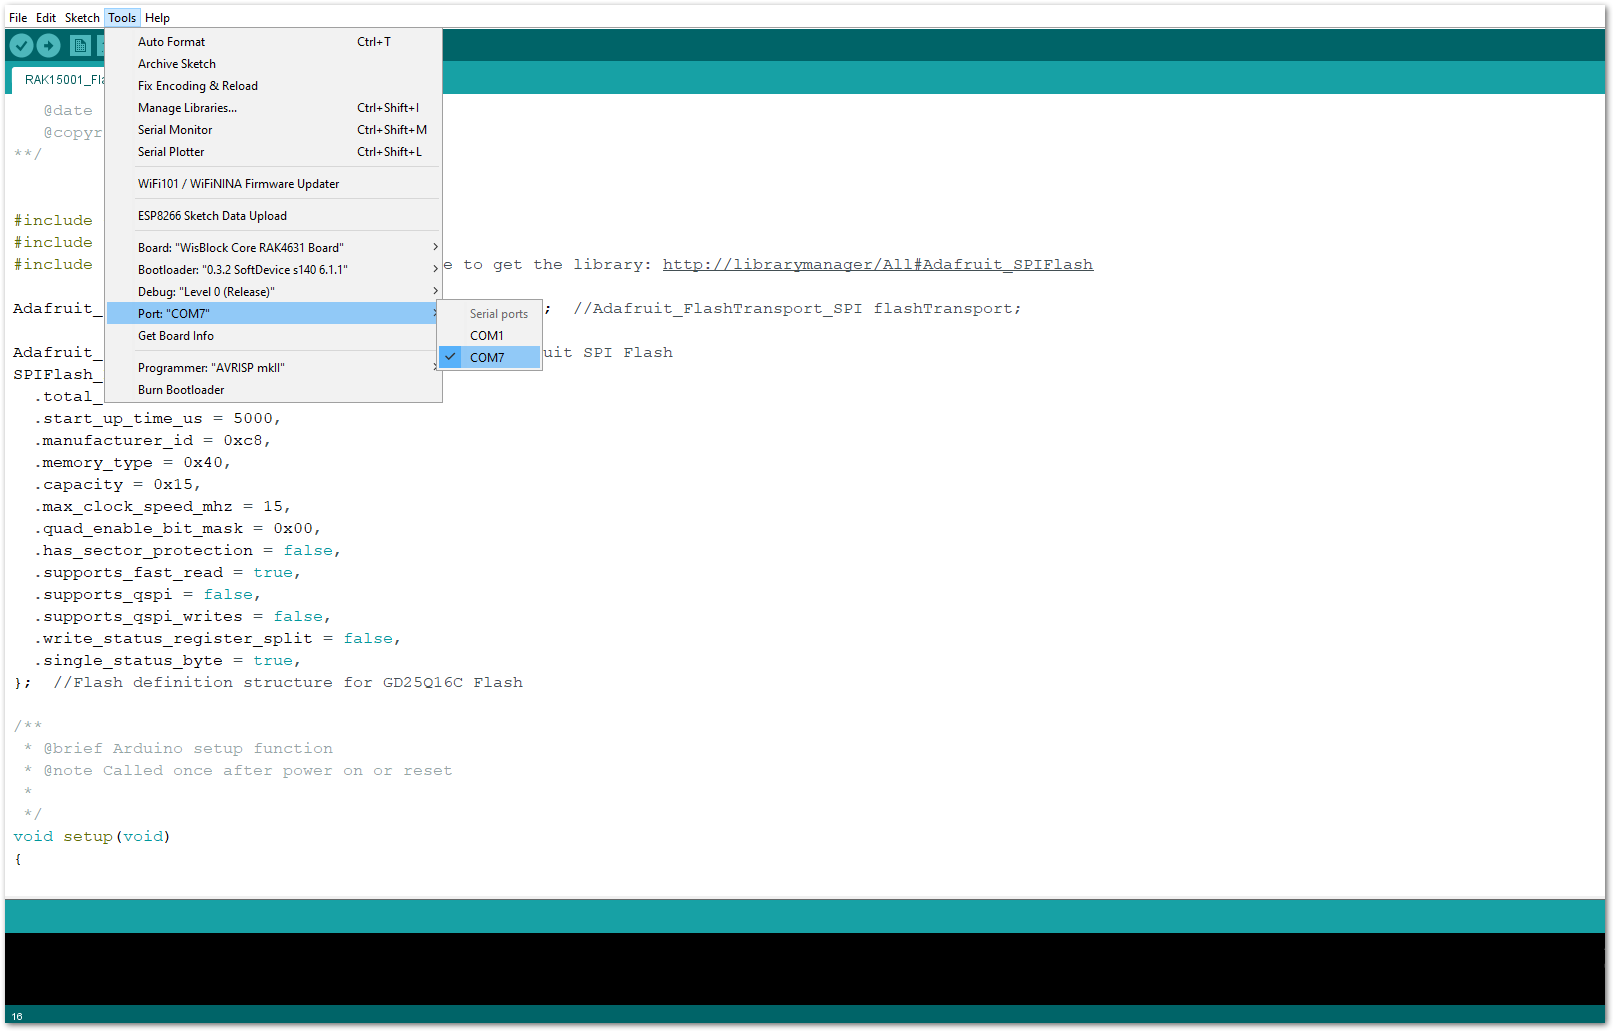 File Edit Sketch Tools Help
Auto Format Ctrl+T
Archive Sketch
Fix Encoding & Reload
Manage Libraries... Ctrl+Shift+I
Serial Monitor Ctrl+Shift+M
Serial Plotter Ctrl+Shift+L
WiFi101 / WiFiNINA Firmware Updater
ESP8266 Sketch Data Upload
Board: "WisBlock Core RAK4631 Board"
Bootloader: "0.3.2 SoftDevice s140 6.1.1"
Debug: "Level 0 (Release)"
Port: "COM7"
Get Board Info
Programmer: "AVRISP mkII"
Burn Bootloader
Serial ports
COM1
COM7
RAK15001_Fla
@date
@copyr
**/
#include
#include
#include e to get the library: http://librarymanager/All#Adafruit_SPIFlash
Adafruit_ ; //Adafruit_FlashTransport_SPI flashTransport;
Adafruit_ uit SPI Flash
SPIFlash_
.total_
.start_up_time_us = 5000,
.manufacturer_id = 0xc8,
.memory_type = 0x40,
.capacity = 0x15,
.max_clock_speed_mhz = 15,
.quad_enable_bit_mask = 0x00,
.has_sector_protection = false,
.supports_fast_read = true,
.supports_qspi = false,
.supports_qspi_writes = false,
.write_status_register_split = false,
.single_status_byte = true,
}; //Flash definition structure for GD25Q16C Flash
/**
* @brief Arduino setup function
* @note Called once after power on or reset
*
*/
void setup(void)
{
16